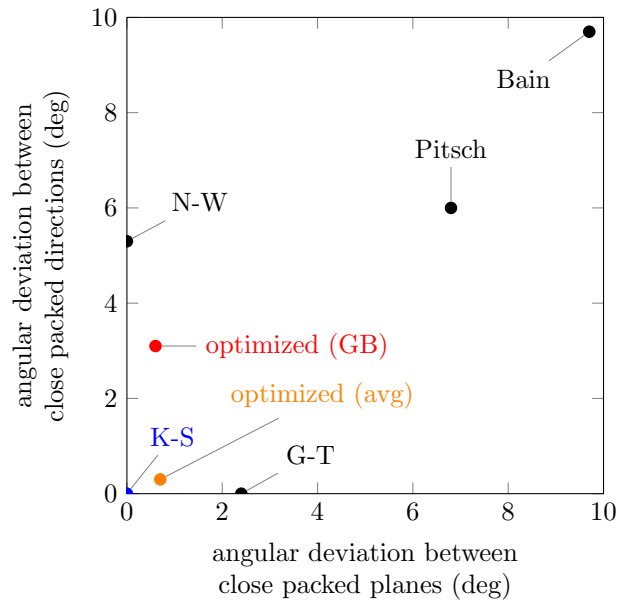 10
8
6
4
2
0
angular deviation between
close packed directions (deg)
Bain
Pitsch
N-W
optimized (GB)
optimized (avg)
K-S
G-T
0
2
4
6
8
10
angular deviation between
close packed planes (deg)